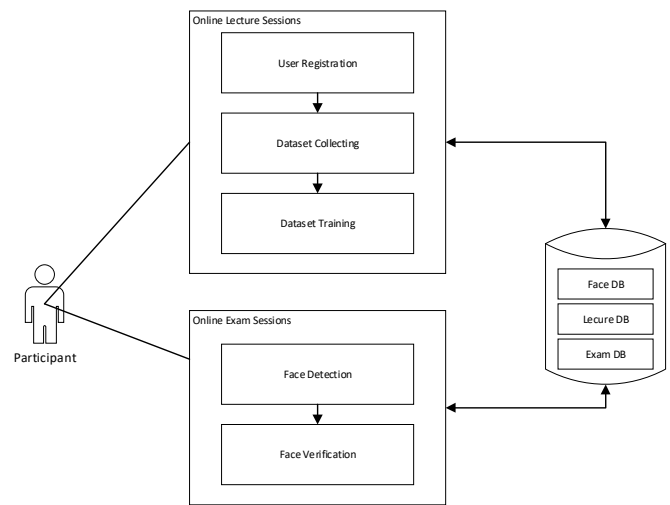 Online Lecture Sessions
User Registration
Dataset Collecting
Dataset Training
Participant
Online Exam Sessions
Face Detection
Face Verification
Face DB
Lecure DB
Exam DB